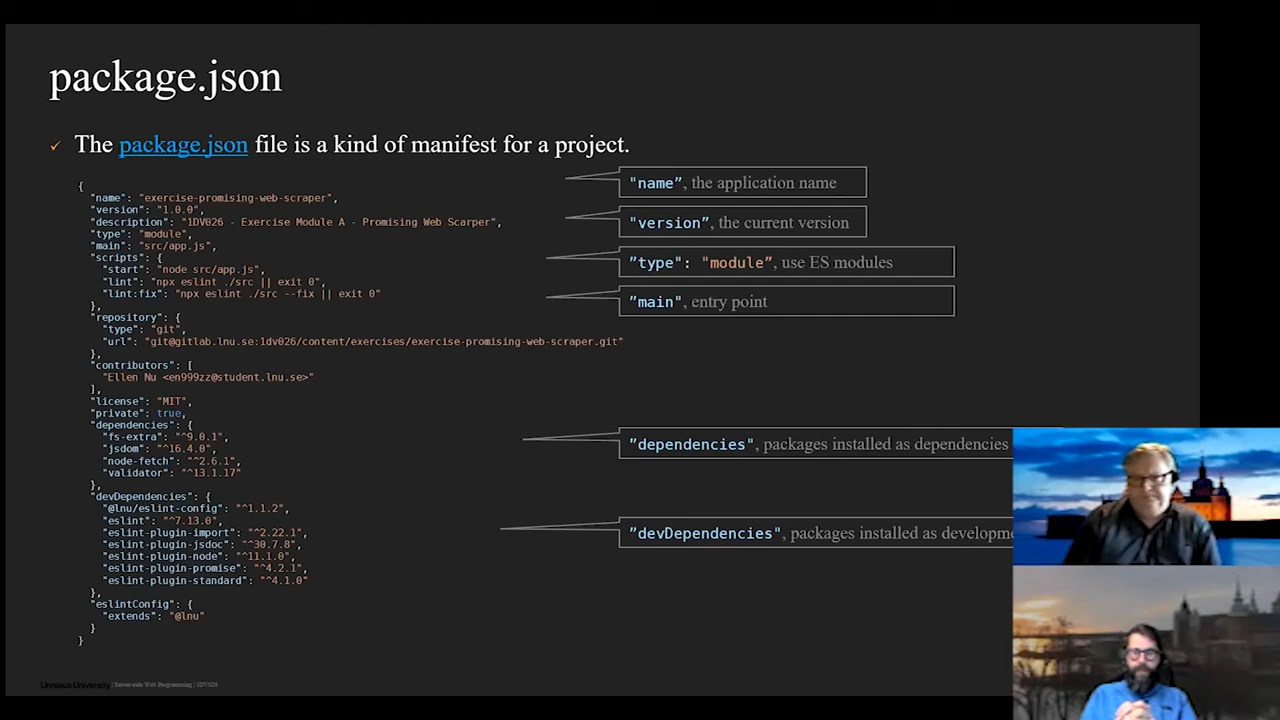 package.json
✓ The package.json file is a kind of manifest for a project.
{
"name": "exercise-promising-web-scraper",
"version": "1.0.0",
"description": "1DV026 - Exercise Module A - Promising Web Scarper",
"type": "module",
"main": "src/app.js",
"scripts": {
"start": "node src/app.js",
"lint": "npx eslint ./src || exit 0",
"lint:fix": "npx eslint ./src --fix || exit 0"
},
"repository": {
"type": "git",
"url": "git@gitlab.lnu.se:1dv026/content/exercises/exercise-promising-web-scraper.git"
},
"contributors": [
"Ellen Nu <en999zz@student.lnu.se>"
],
"license": "MIT",
"private": true,
"dependencies": {
"fs-extra": "^9.0.1",
"jsdom": "^16.4.0",
"node-fetch": "^2.6.1",
"validator": "^13.1.17"
},
"devDependencies": {
"@lnu/eslint-config": "^1.1.2",
"eslint": "^7.13.0",
"eslint-plugin-import": "^2.22.1",
"eslint-plugin-jsdoc": "^30.7.8",
"eslint-plugin-node": "^11.1.0",
"eslint-plugin-promise": "^4.2.1",
"eslint-plugin-standard": "^4.1.0"
},
"eslintConfig": {
"extends": "@lnu"
}
}
"name”, the application name
"version”, the current version
”type": "module”, use ES modules
”main", entry point
”dependencies", packages installed as dependencies
”devDependencies", packages installed as developme
Linnaeus University | Server-side Web Programming | 1DV026